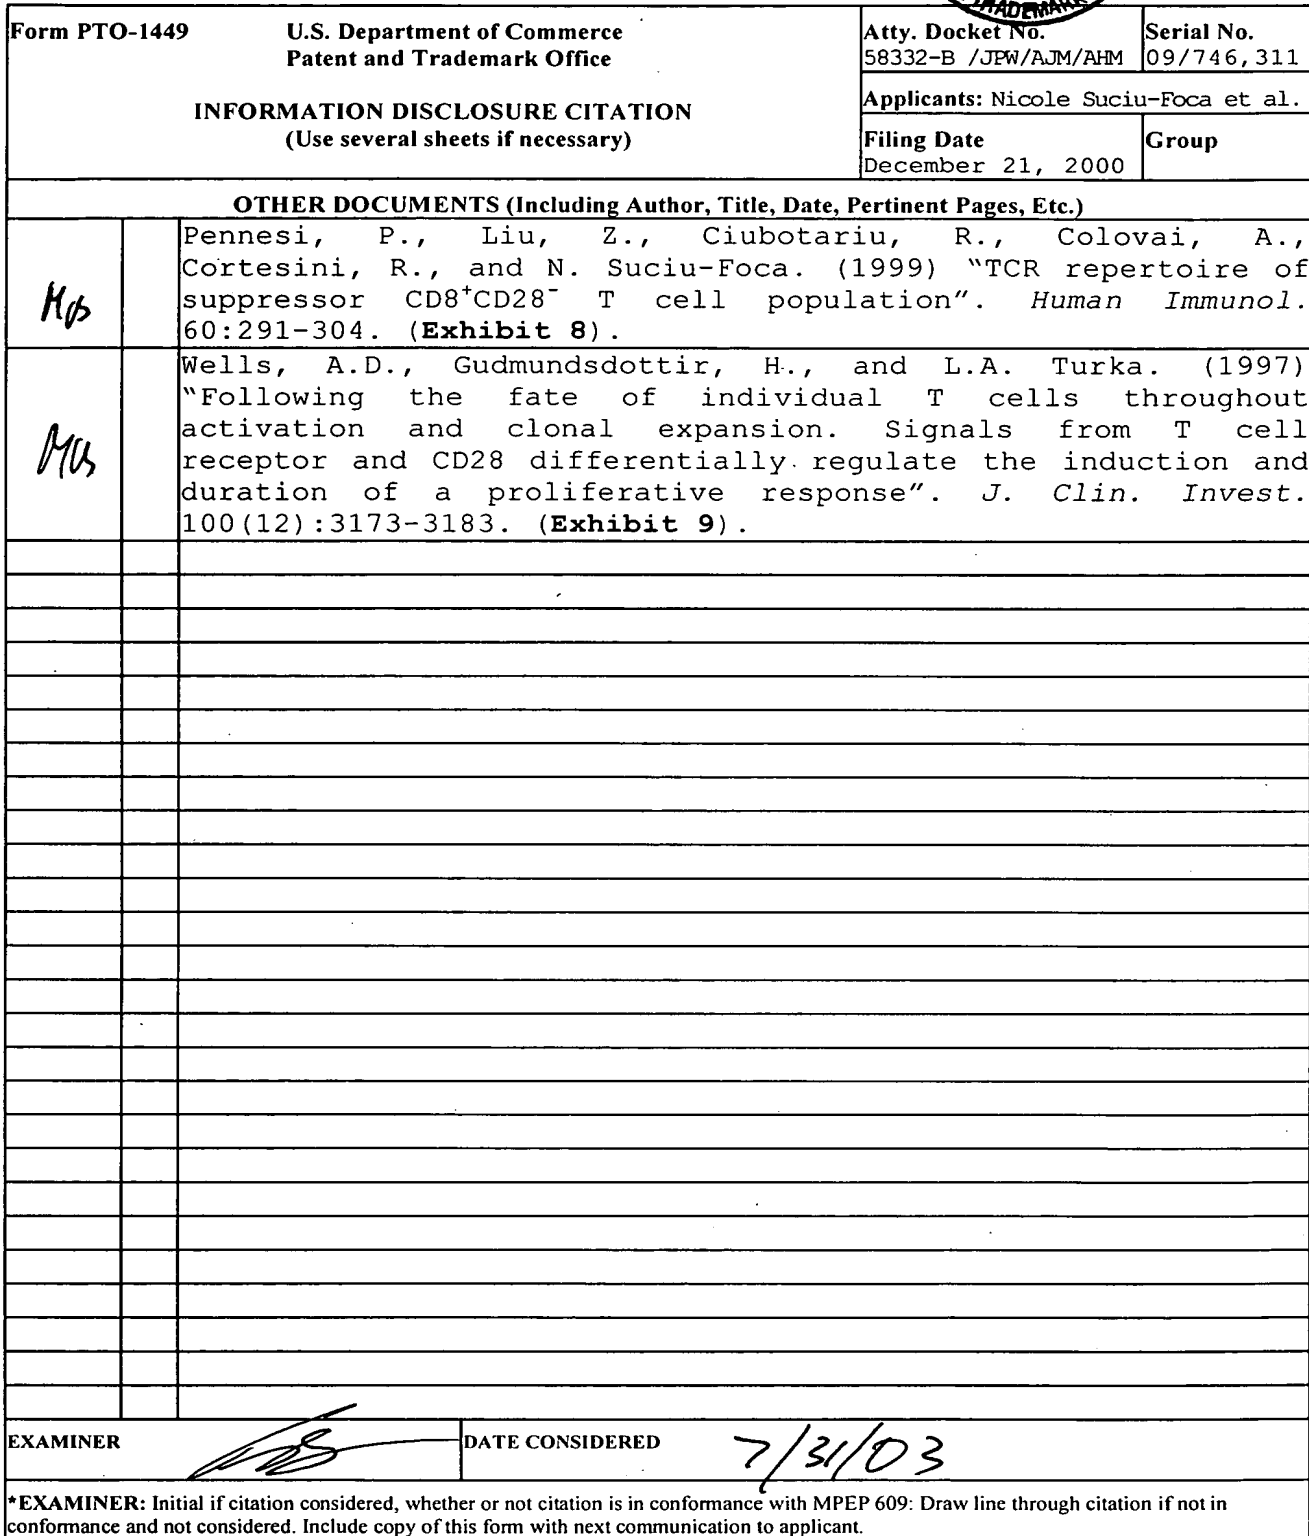 TRADEMARK
Form PTO-1449
U.S. Department of Commerce
Patent and Trademark Office
INFORMATION DISCLOSURE CITATION
(Use several sheets if necessary)
Atty. Docket No.
58332-B /JPW/AJM/AHM
Serial No.
09/746,311
Applicants: Nicole Suciu-Foca et al.
Filing Date
December 21, 2000
Group
OTHER DOCUMENTS (Including Author, Title, Date, Pertinent Pages, Etc.)
Pennesi, P., Liu, Z., Ciubotariu, R., Colovai, A.,
Cortesini, R., and N. Suciu-Foca. (1999) "TCR repertoire of
suppressor CD8⁺CD28⁻ T cell population". Human Immunol.
60:291-304. (Exhibit 8).
Wells, A.D., Gudmundsdottir, H., and L.A. Turka. (1997)
"Following the fate of individual T cells throughout
activation and clonal expansion. Signals from T cell
receptor and CD28 differentially regulate the induction and
duration of a proliferative response". J. Clin. Invest.
100(12):3173-3183. (Exhibit 9).
EXAMINER
DATE CONSIDERED
7/31/03
*EXAMINER: Initial if citation considered, whether or not citation is in conformance with MPEP 609: Draw line through citation if not in
conformance and not considered. Include copy of this form with next communication to applicant.